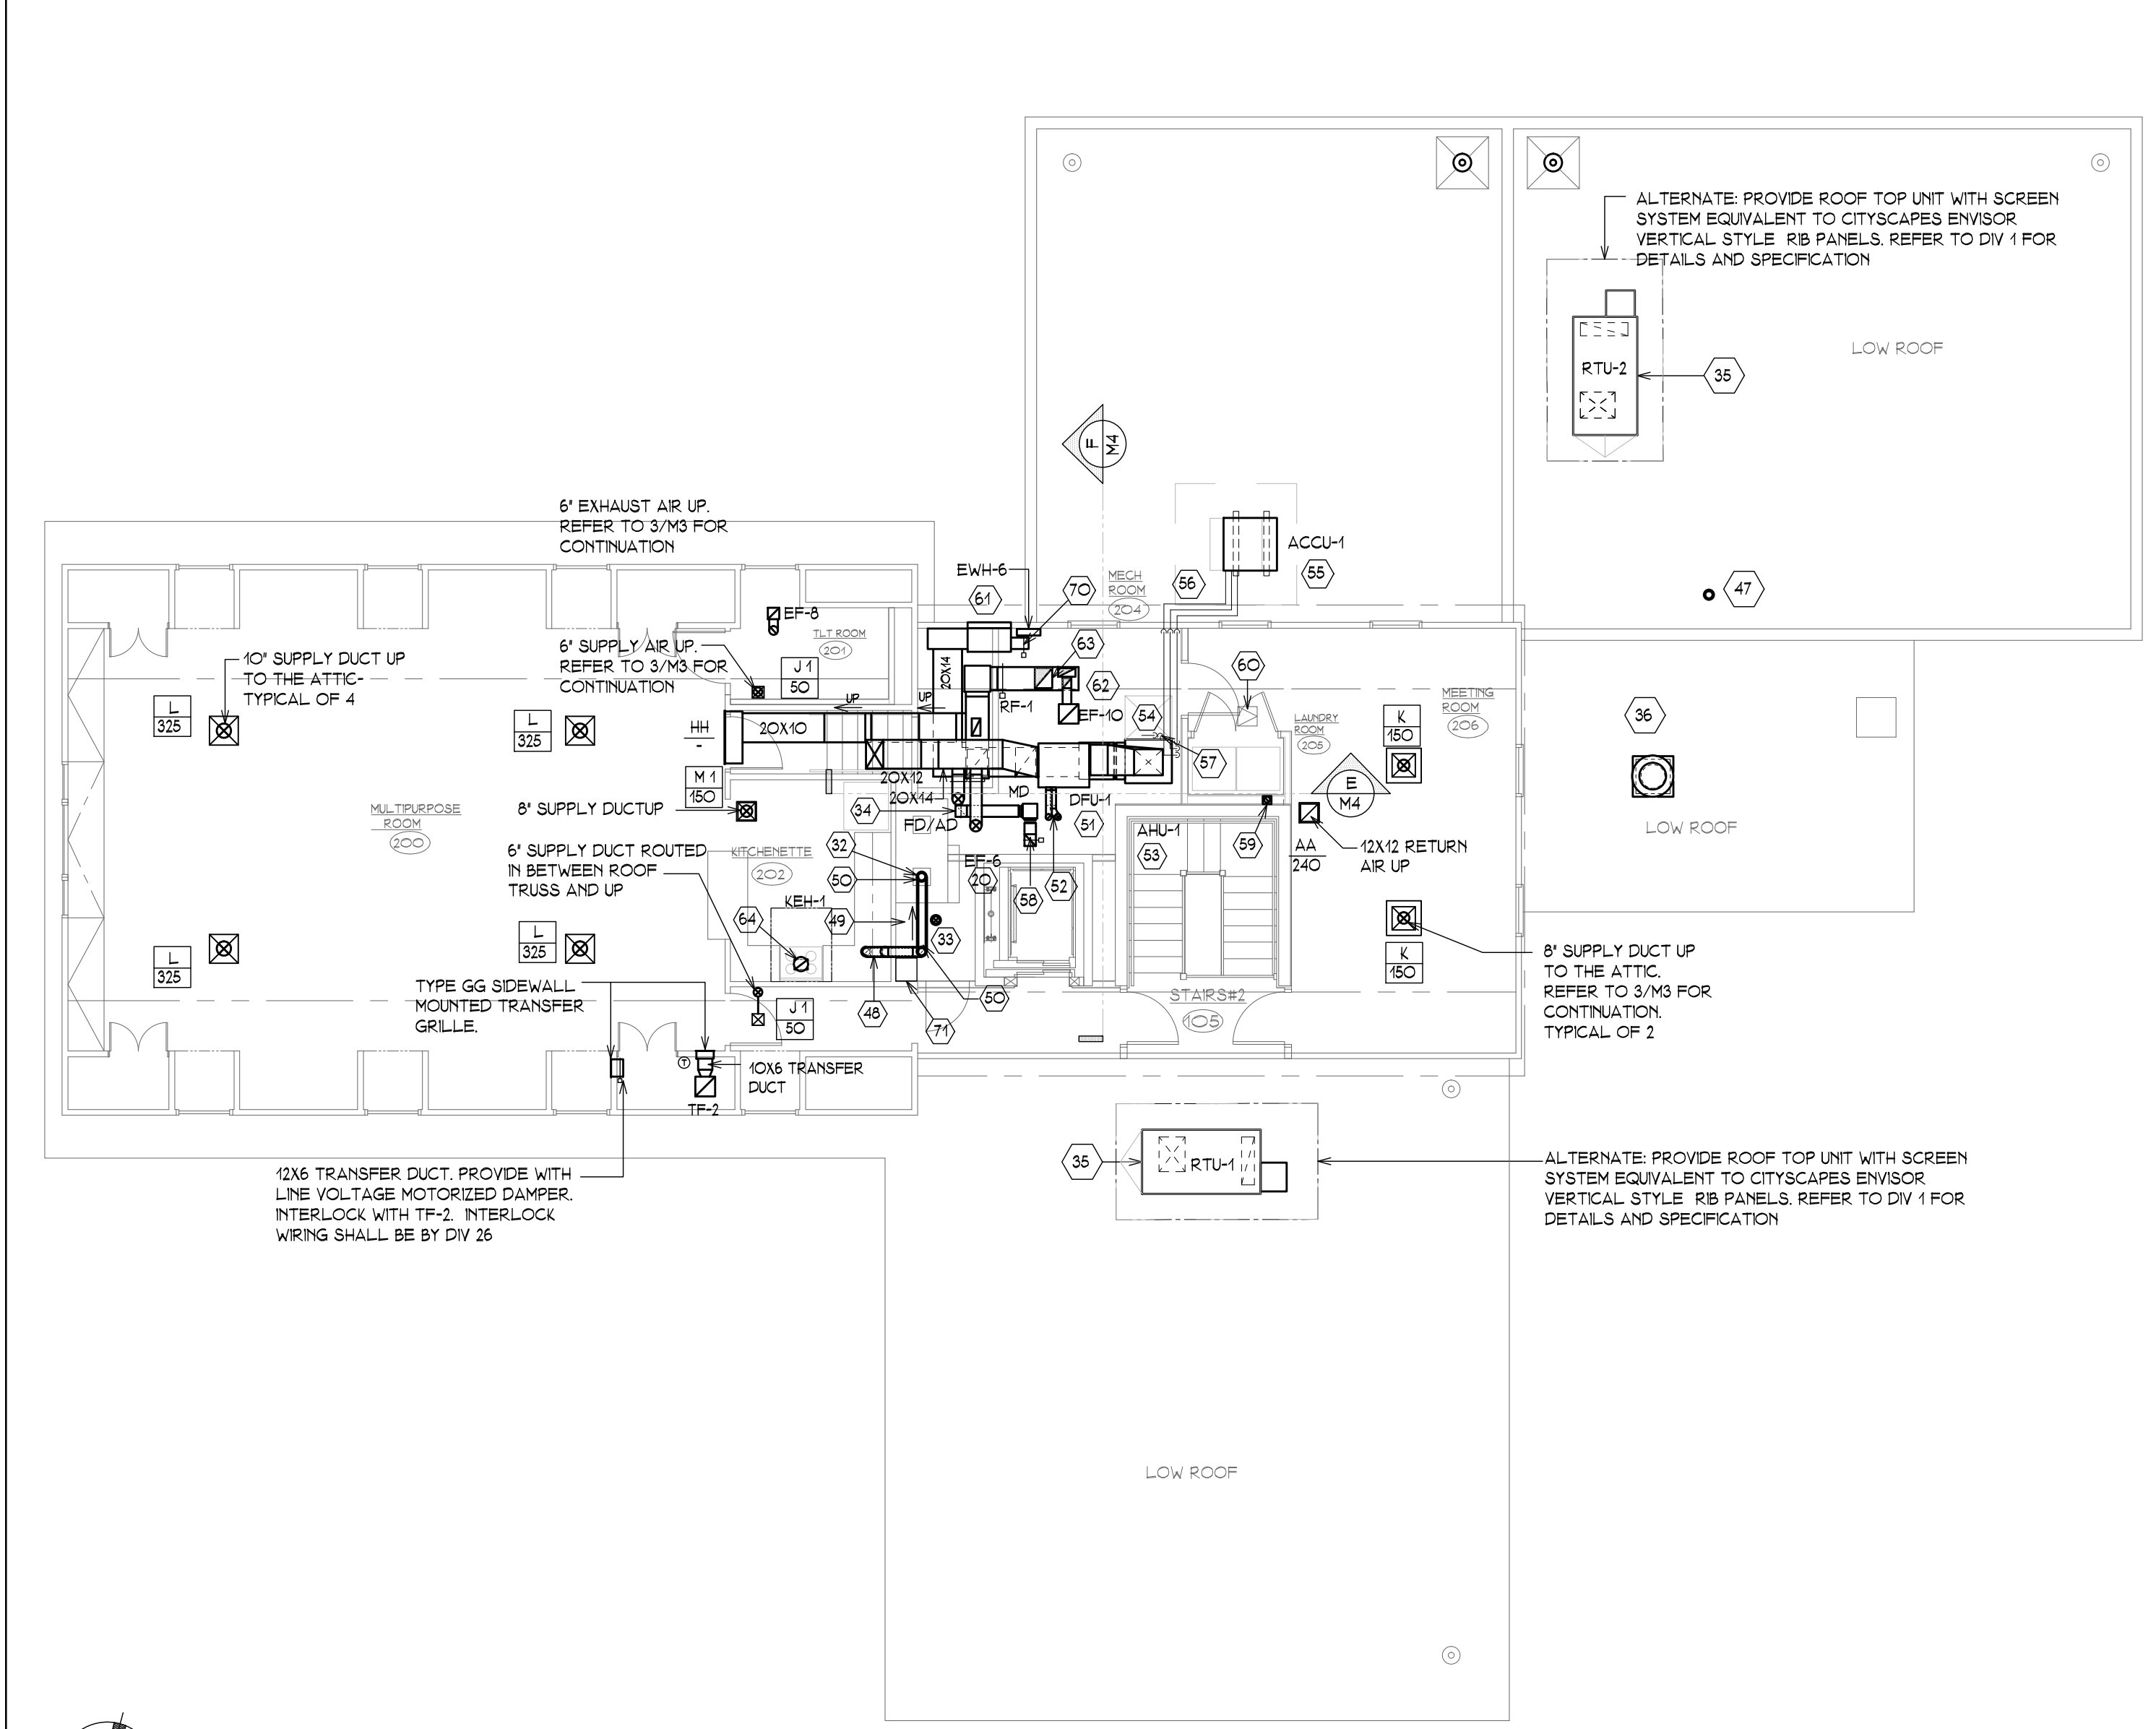 ALTERNATE: PROVIDE ROOF TOP UNIT WITH SCREEN
SYSTEM EQUIVALENT TO CITYSCAPES ENVISOR
VERTICAL STYLE RIB PANELS. REFER TO DIV 1 FOR
DETAILS AND SPECIFICATION
LOW ROOF
RTU-2
35
F
M4
6" EXHAUST AIR UP.
REFER TO 3/M3 FOR
CONTINUATION
ACCU-1
55
EWH-6
61
70
MECH
ROOM
204
56
47
EF-8
TLT ROOM
201
6" SUPPLY AIR UP.
REFER TO 3/M3 FOR
CONTINUATION
J1
50
10" SUPPLY DUCT UP
TO THE ATTIC-
TYPICAL OF 4
L
325
L
325
20X14
63
62
RF-1
EF-10
54
60
LAUNDRY
ROOM
205
MEETING
ROOM
206
K
150
36
UP
UP
HH
-
20X10
57
M1
150
20X12
20X14
MD
DFU-1
51
E
M4
8" SUPPLY DUCTUP
34
FD/AD
MULTIPURPOSE
ROOM
200
AHU-1
53
59
AA
240
12X12 RETURN
AIR UP
LOW ROOF
6" SUPPLY DUCT ROUTED
IN BETWEEN ROOF
TRUSS AND UP
KITCHENETTE
202
32
50
EF-6
20
58
52
KEH-1
64
49
33
L
325
L
325
K
150
8" SUPPLY DUCT UP
TO THE ATTIC.
REFER TO 3/M3 FOR
CONTINUATION.
TYPICAL OF 2
TYPE GG SIDEWALL
MOUNTED TRANSFER
GRILLE.
J1
50
48
71
50
STAIRS#2
105
T
10X6 TRANSFER
DUCT
TF-2
12X6 TRANSFER DUCT. PROVIDE WITH
LINE VOLTAGE MOTORIZED DAMPER.
INTERLOCK WITH TF-2. INTERLOCK
WIRING SHALL BE BY DIV 26
35
RTU-1
ALTERNATE: PROVIDE ROOF TOP UNIT WITH SCREEN
SYSTEM EQUIVALENT TO CITYSCAPES ENVISOR
VERTICAL STYLE RIB PANELS. REFER TO DIV 1 FOR
DETAILS AND SPECIFICATION
LOW ROOF